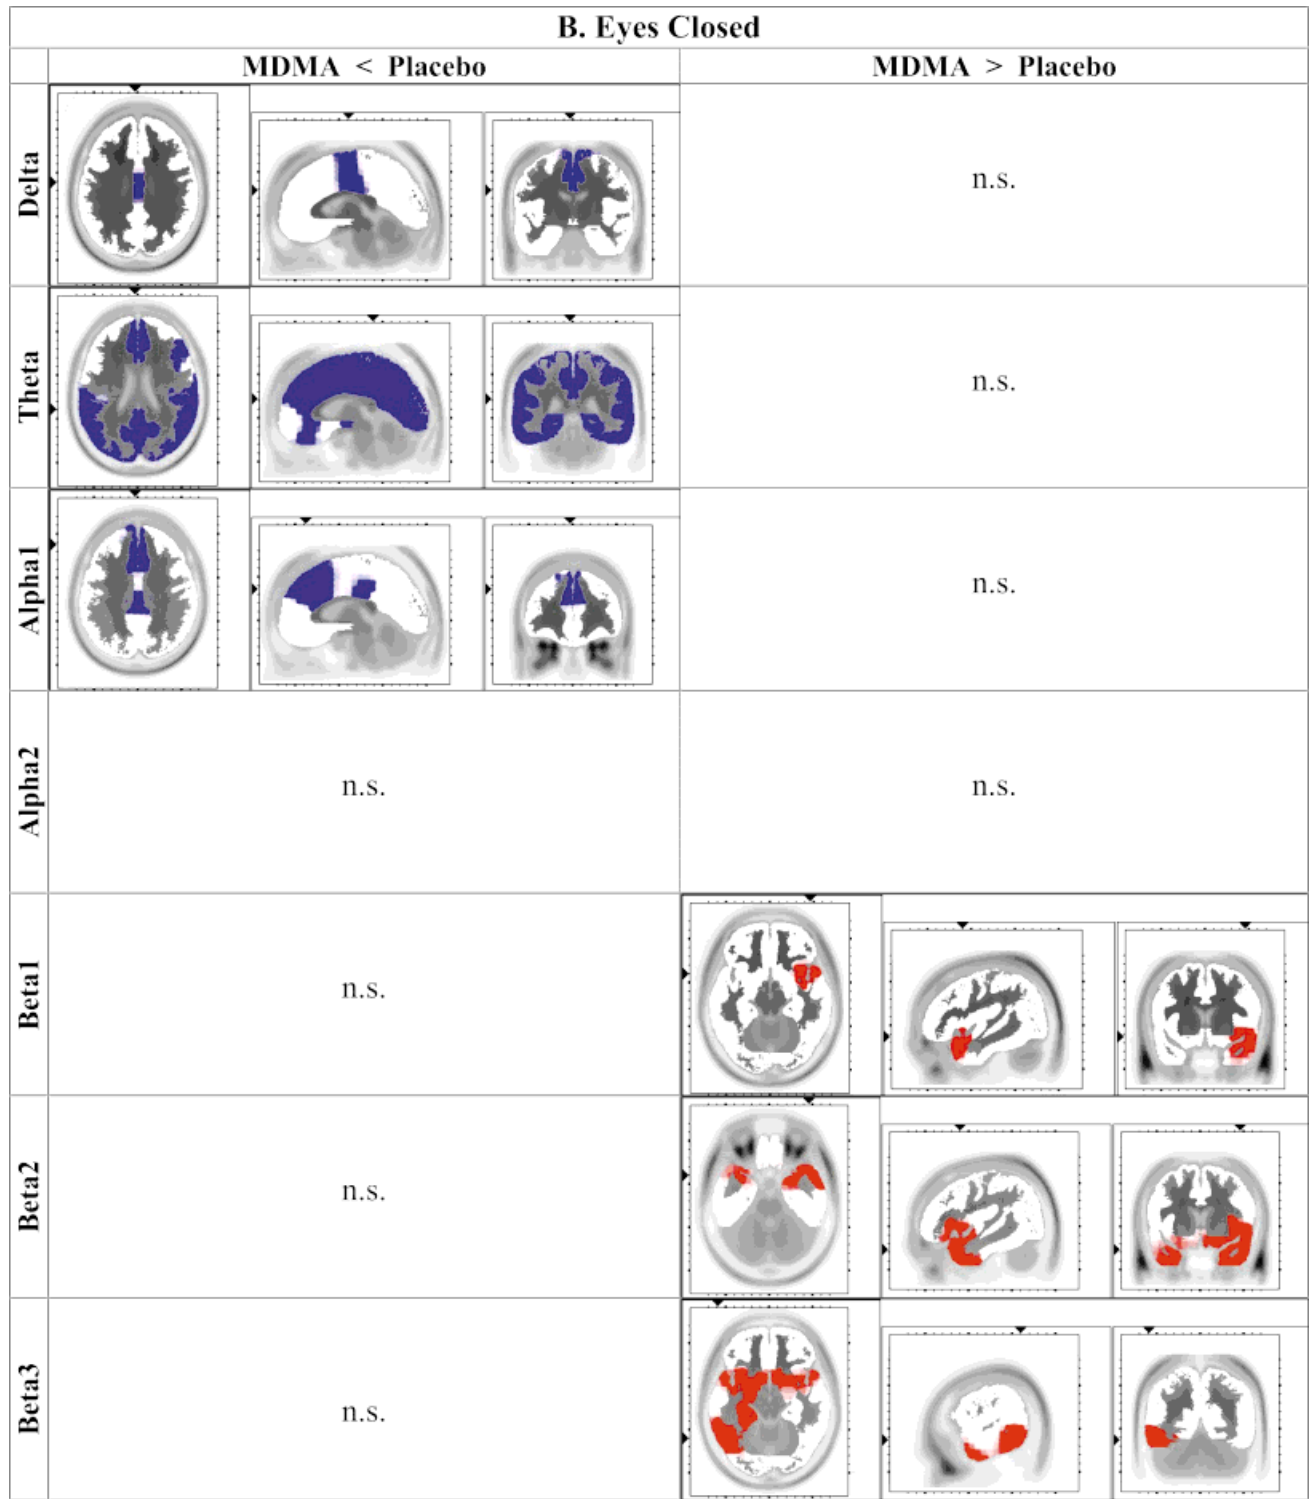 B. Eyes Closed
MDMA < Placebo
MDMA > Placebo
Delta
n.s.
Theta
n.s.
Alpha1
n.s.
Alpha2
n.s.
n.s.
Beta1
n.s.
Beta2
n.s.
Beta3
n.s.